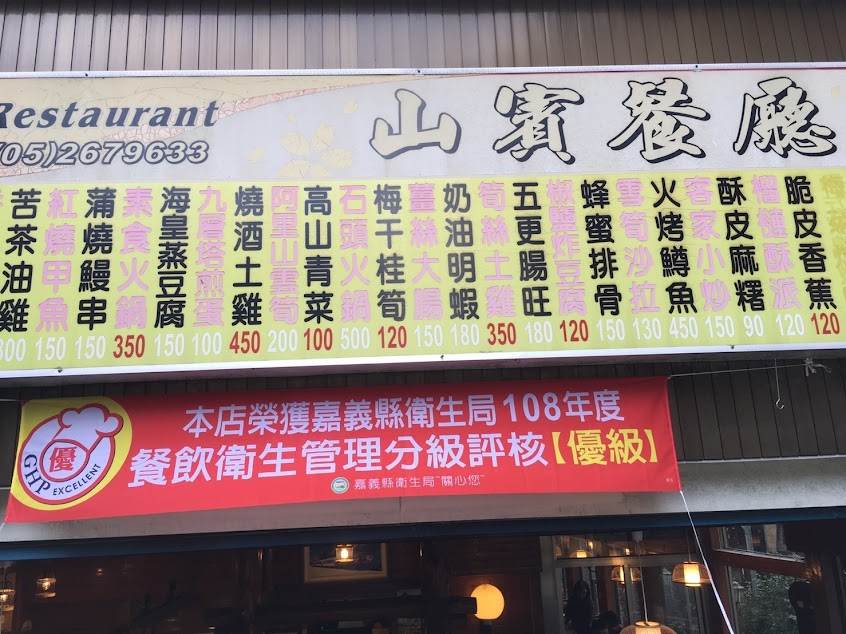 Restaurant
(05)2679633
山賓餐廳
脆皮香蕉 120
榴槤酥派 120
酥皮麻糬 90
客家小炒 150
火烤鱒魚 450
雲筍沙拉 130
蜂蜜排骨 150
椒鹽炸豆腐 120
五更腸旺 180
筍絲土雞 350
奶油明蝦 180
薑絲大腸 150
梅干桂筍 120
石頭火鍋 500
高山青菜 100
阿里山雲筍 200
燒酒土雞 450
九層塔煎蛋 100
海皇蒸豆腐 150
素食火鍋 350
蒲燒鰻串 150
紅燒甲魚 150
苦茶油雞 300
優
GHP EXCELLENT
本店榮獲嘉義縣衛生局108年度
餐飲衛生管理分級評核【優級】
嘉義縣衛生局~關心您~